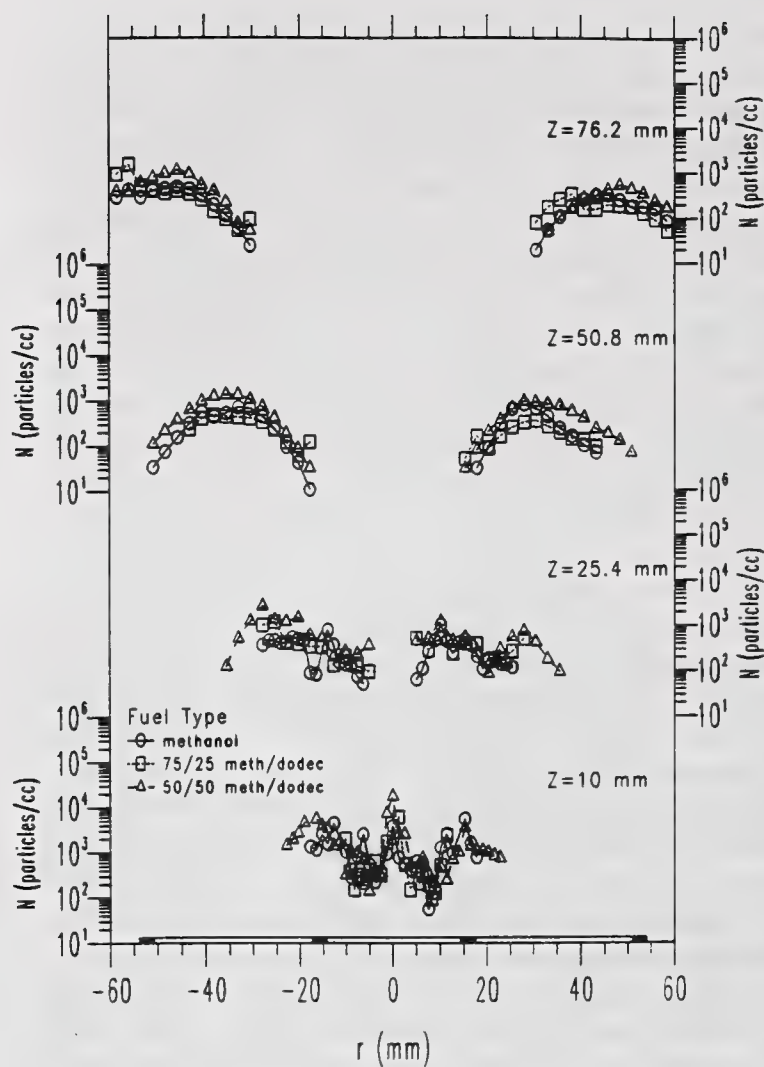 10⁶
10⁵
10⁴
Z=76.2 mm
10³
10²
10¹
N (particles/cc)
10⁶
10⁵
10⁴
Z=50.8 mm
10³
10²
10¹
N (particles/cc)
10⁶
10⁵
10⁴
Z=25.4 mm
10³
10²
10¹
N (particles/cc)
10⁶
10⁵
10⁴
10³
10²
10¹
N (particles/cc)
Fuel Type
methanol
75/25 meth/dodec
50/50 meth/dodec
Z=10 mm
-60 -40 -20 0 20 40 60
r (mm)